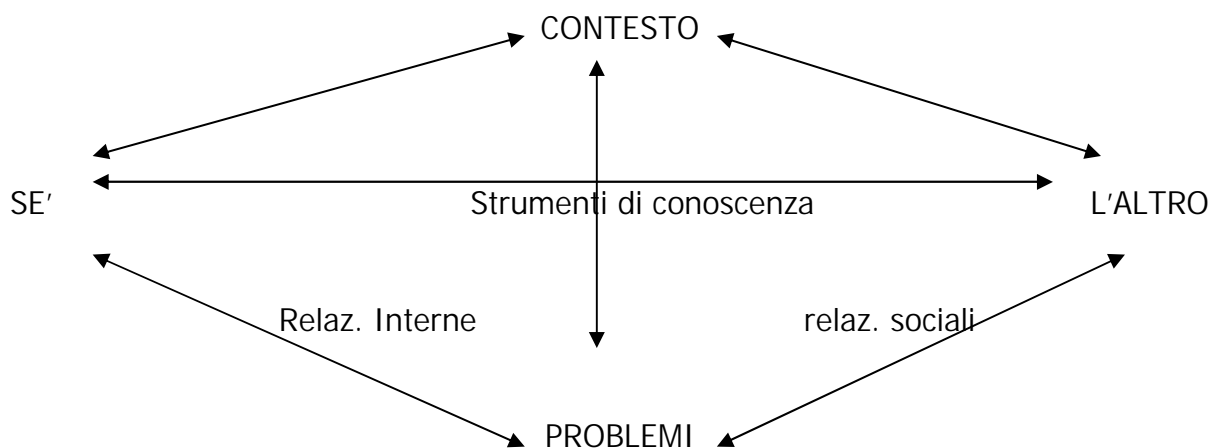 CONTESTO
SE' Strumenti di conoscenza L'ALTRO
Relaz. Interne relaz. sociali
PROBLEMI